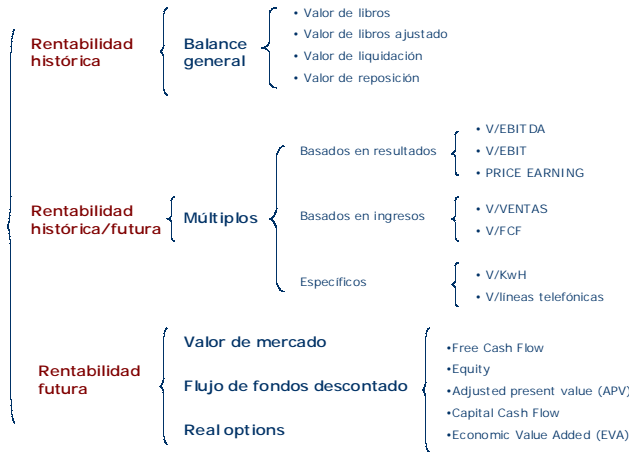 Rentabilidad
histórica
Balance
general
• Valor de libros
• Valor de libros ajustado
• Valor de liquidación
• Valor de reposición
Rentabilidad
histórica/futura
Múltiplos
Basados en resultados
• V/EBITDA
• V/EBIT
• PRICE EARNING
Basados en ingresos
• V/VENTAS
• V/FCF
Específicos
• V/KwH
• V/líneas telefónicas
Rentabilidad
futura
Valor de mercado
Flujo de fondos descontado
Real options
•Free Cash Flow
•Equity
•Adjusted present value (APV)
•Capital Cash Flow
•Economic Value Added (EVA)